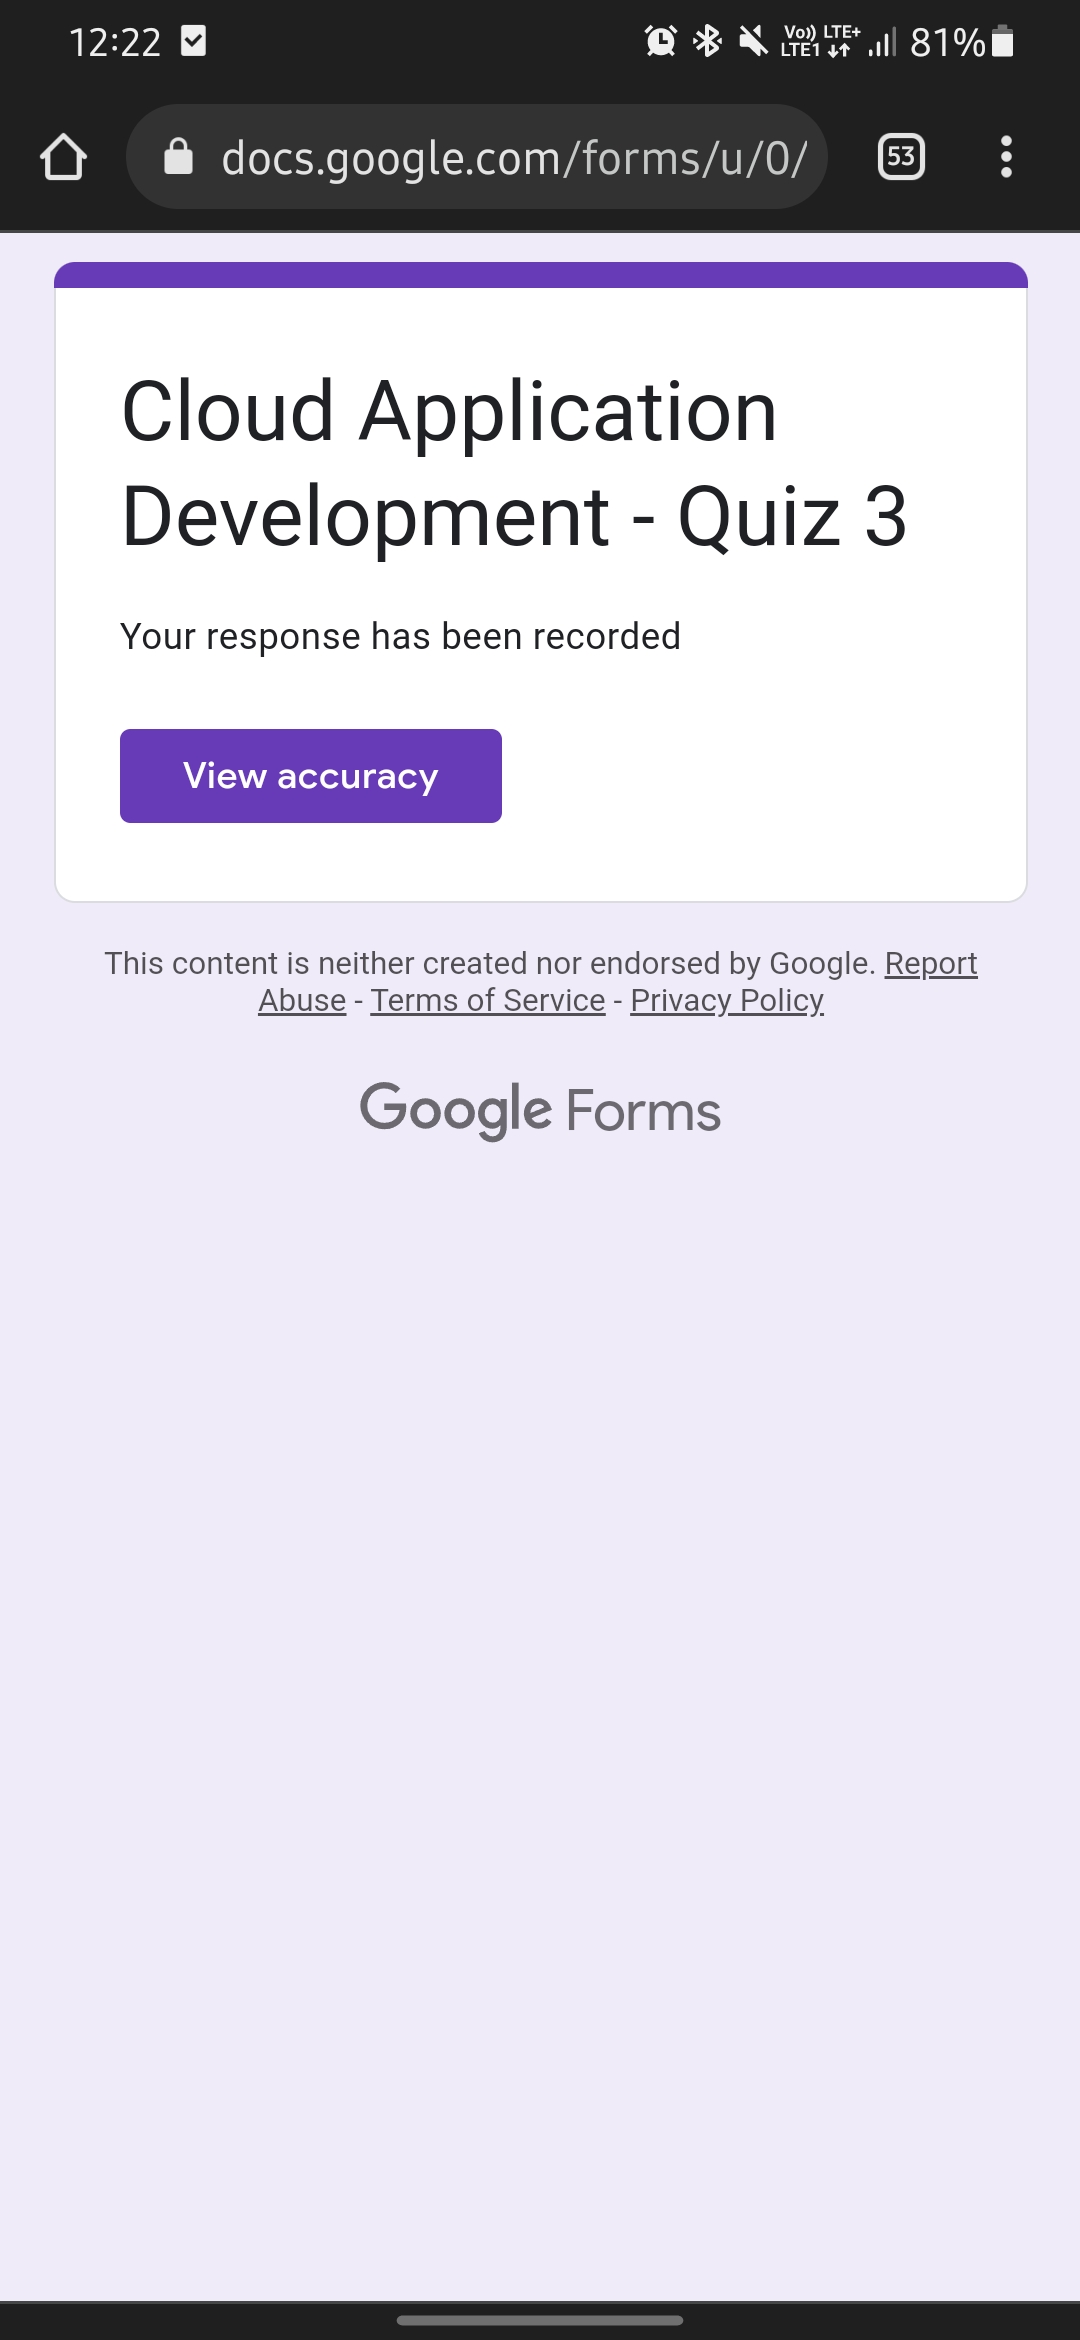 12:22
Vo)) LTE+
LTE1
81%
docs.google.com/forms/u/0/
53
Cloud Application
Development - Quiz 3
Your response has been recorded
View accuracy
This content is neither created nor endorsed by Google. Report
Abuse - Terms of Service - Privacy Policy
Google Forms